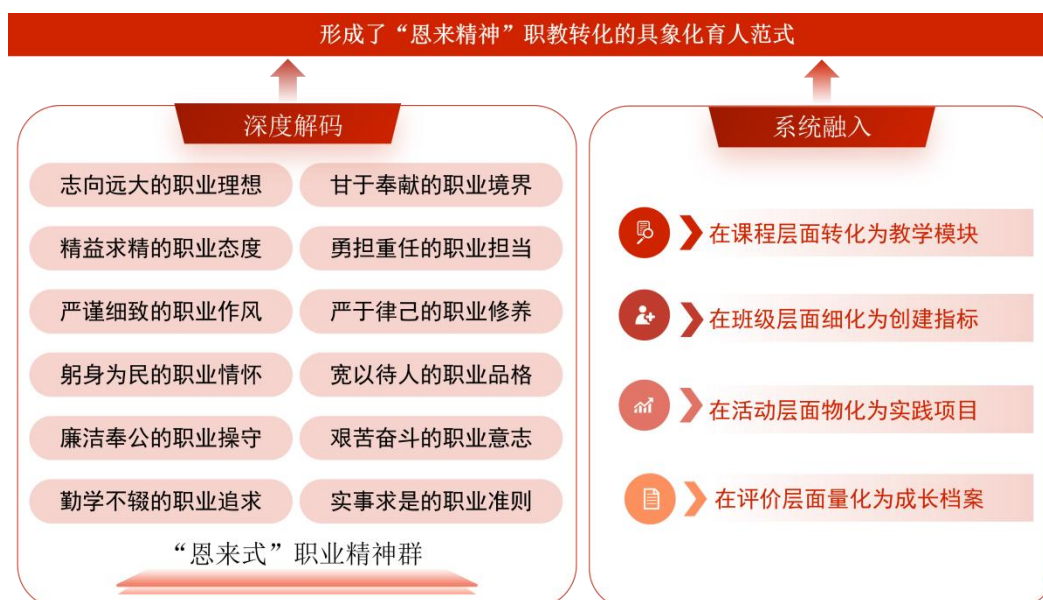 形成了“恩来精神”职教转化的具象化育人范式
深度解码
志向远大的职业理想
甘于奉献的职业境界
精益求精的职业态度
勇担重任的职业担当
严谨细致的职业作风
严于律己的职业修养
躬身为民的职业情怀
宽以待人的职业品格
廉洁奉公的职业操守
艰苦奋斗的职业意志
勤学不辍的职业追求
实事求是的职业准则
“恩来式”职业精神群
系统融入
在课程层面转化为教学模块
在班级层面细化为创建指标
在活动层面物化为实践项目
在评价层面量化为成长档案